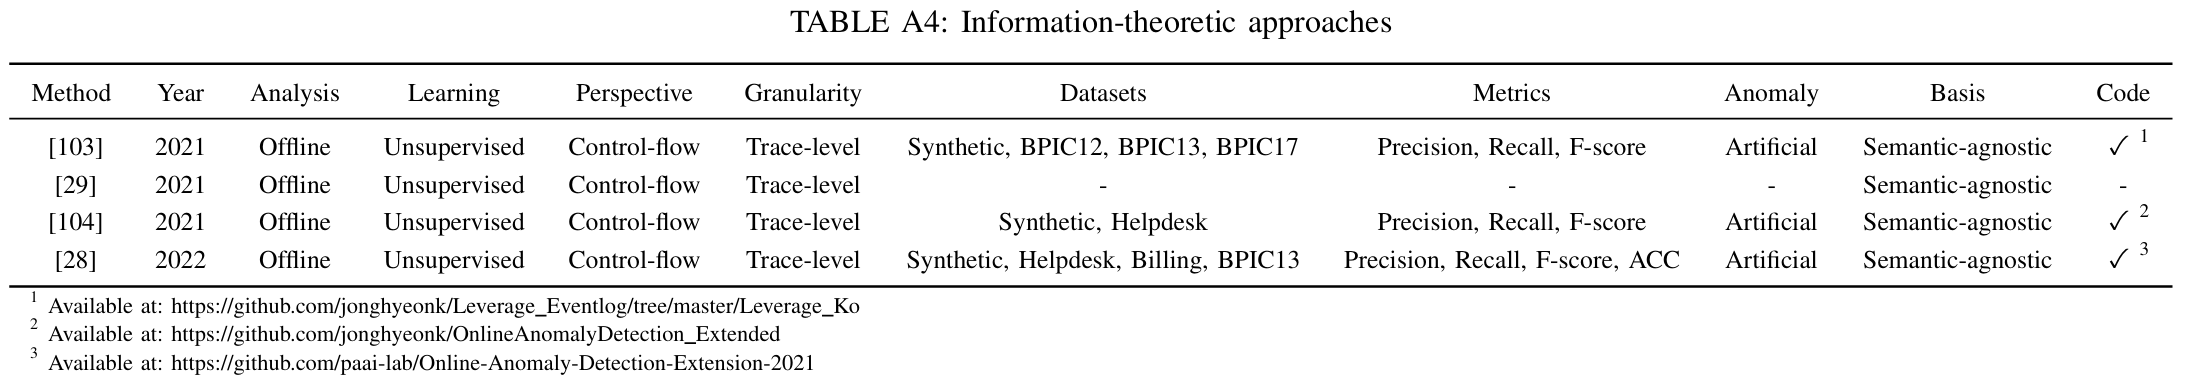 TABLE A4: Information-theoretic approaches
Method Year Analysis Learning Perspective Granularity Datasets Metrics Anomaly Basis Code
[103] 2021 Offline Unsupervised Control-flow Trace-level Synthetic, BPIC12, BPIC13, BPIC17 Precision, Recall, F-score Artificial Semantic-agnostic ✓ 1
[29] 2021 Offline Unsupervised Control-flow Trace-level - - - Semantic-agnostic -
[104] 2021 Offline Unsupervised Control-flow Trace-level Synthetic, Helpdesk Precision, Recall, F-score Artificial Semantic-agnostic ✓ 2
[28] 2022 Offline Unsupervised Control-flow Trace-level Synthetic, Helpdesk, Billing, BPIC13 Precision, Recall, F-score, ACC Artificial Semantic-agnostic ✓ 3
1 Available at: https://github.com/jonghyeonk/Leverage_Eventlog/tree/master/Leverage_Ko
2 Available at: https://github.com/jonghyeonk/OnlineAnomalyDetection_Extended
3 Available at: https://github.com/paai-lab/Online-Anomaly-Detection-Extension-2021